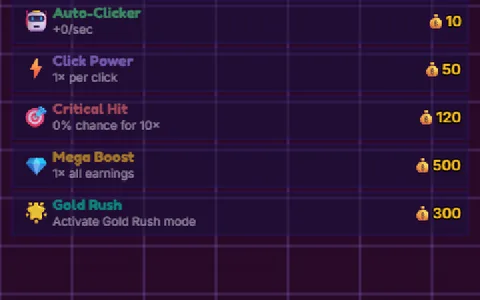 Auto-Clicker
+0/sec
10
Click Power
1× per click
50
Critical Hit
0% chance for 10×
120
Mega Boost
1× all earnings
500
Gold Rush
Activate Gold Rush mode
300